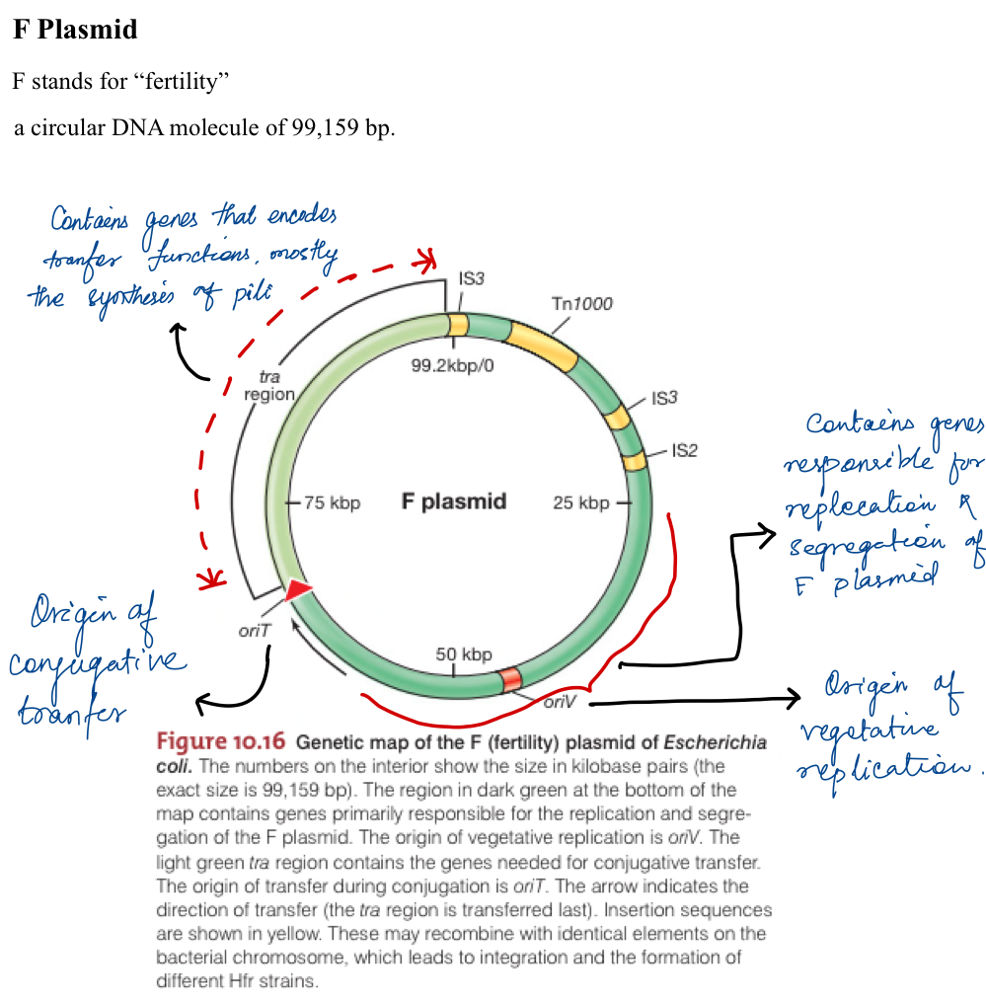 F Plasmid
F stands for “fertility”
a circular DNA molecule of 99,159 bp.
Contains genes that encodes
tranfer functions, mostly
the synthesis of pili
IS3
Tn1000
99.2kbp/0
tra
region
IS3
IS2
Contains genes
responsible for
replication &
segregation of
F plasmid
75 kbp
F plasmid
25 kbp
Origin of
conjugative
tranfer
oriT
50 kbp
oriV
Origin of
vegetative
replication.
Figure 10.16 Genetic map of the F (fertility) plasmid of Escherichia
coli. The numbers on the interior show the size in kilobase pairs (the
exact size is 99,159 bp). The region in dark green at the bottom of the
map contains genes primarily responsible for the replication and segre-
gation of the F plasmid. The origin of vegetative replication is oriV. The
light green tra region contains the genes needed for conjugative transfer.
The origin of transfer during conjugation is oriT. The arrow indicates the
direction of transfer (the tra region is transferred last). Insertion sequences
are shown in yellow. These may recombine with identical elements on the
bacterial chromosome, which leads to integration and the formation of
different Hfr strains.